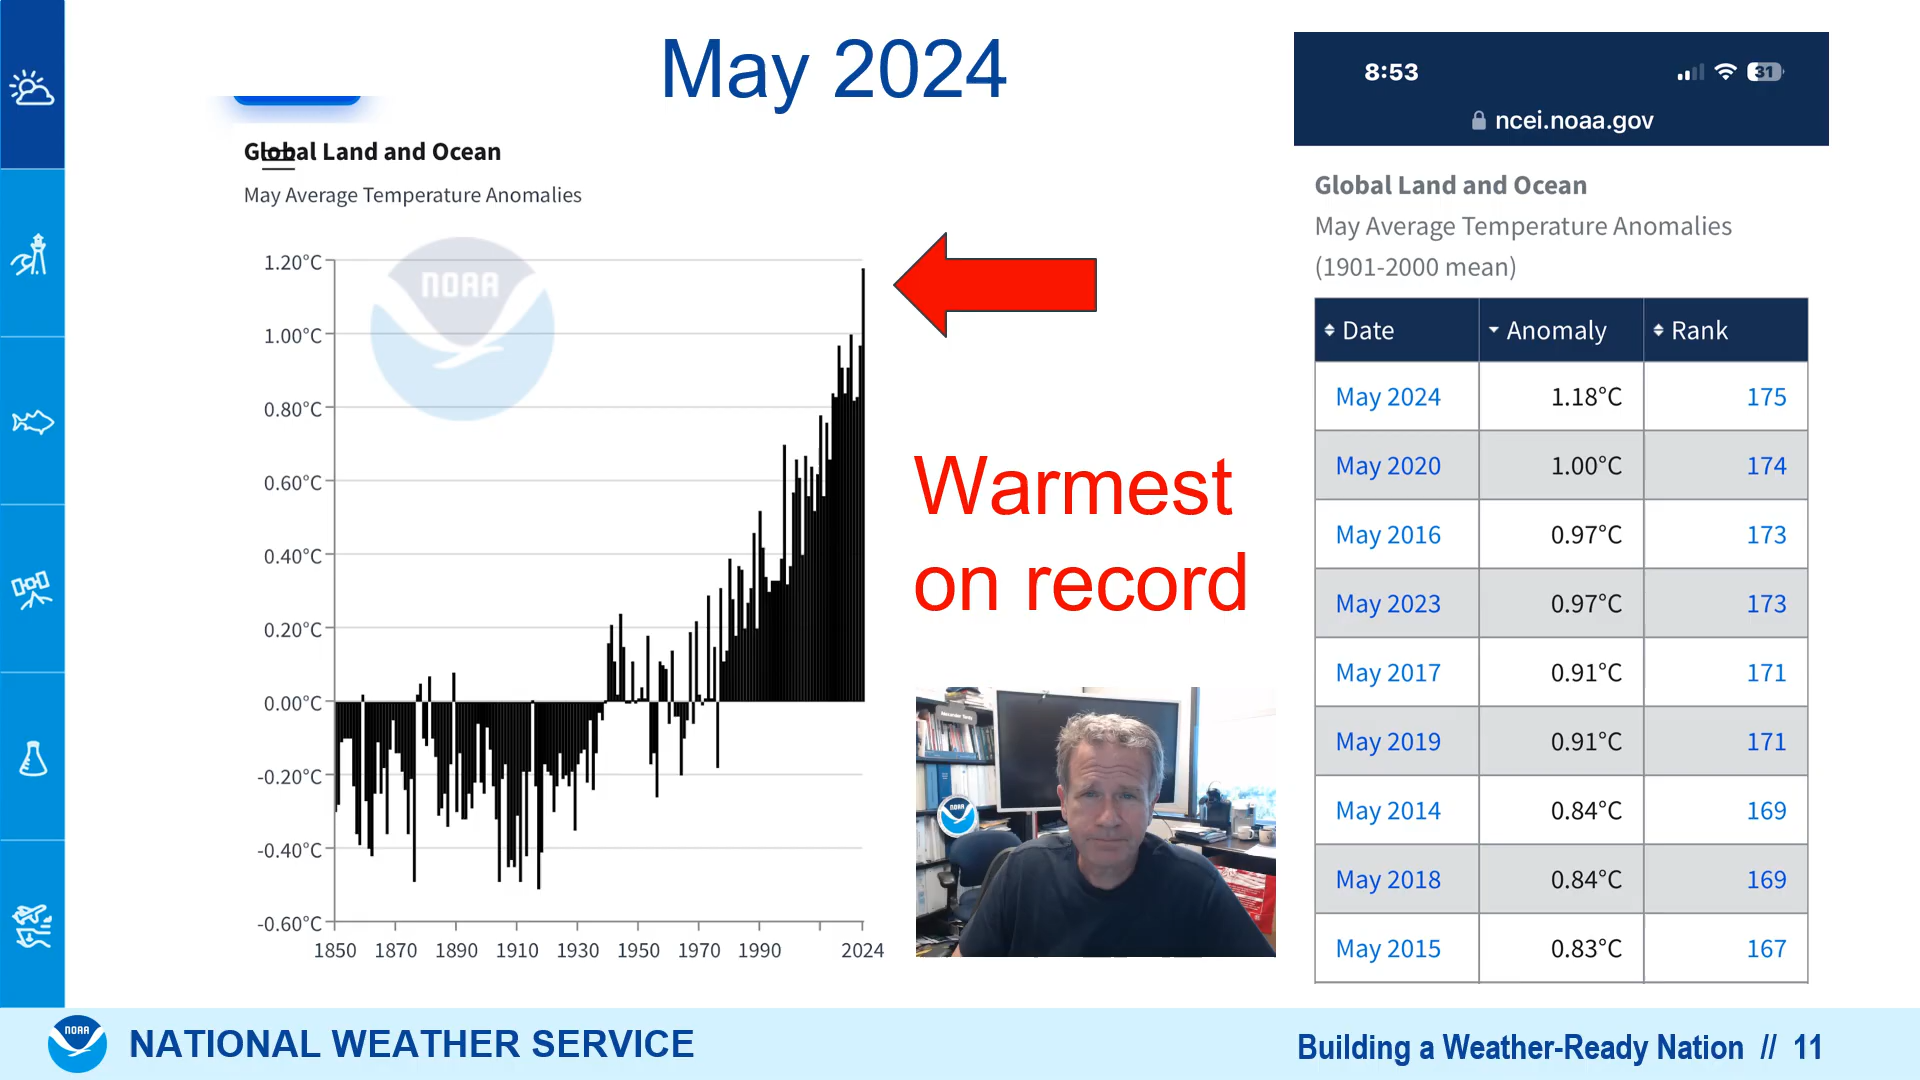 May 2024
Global Land and Ocean
May Average Temperature Anomalies
NOAA
1.20°C
1.00°C
0.80°C
0.60°C
0.40°C
0.20°C
0.00°C
-0.20°C
-0.40°C
-0.60°C
1850 1870 1890 1910 1930 1950 1970 1990 2024
Warmest
on record
NOAA
8:53 31
ncei.noaa.gov
Global Land and Ocean
May Average Temperature Anomalies
(1901-2000 mean)
Date Anomaly Rank
May 2024 1.18°C 175
May 2020 1.00°C 174
May 2016 0.97°C 173
May 2023 0.97°C 173
May 2017 0.91°C 171
May 2019 0.91°C 171
May 2014 0.84°C 169
May 2018 0.84°C 169
May 2015 0.83°C 167
NOAA
NATIONAL WEATHER SERVICE
Building a Weather-Ready Nation // 11